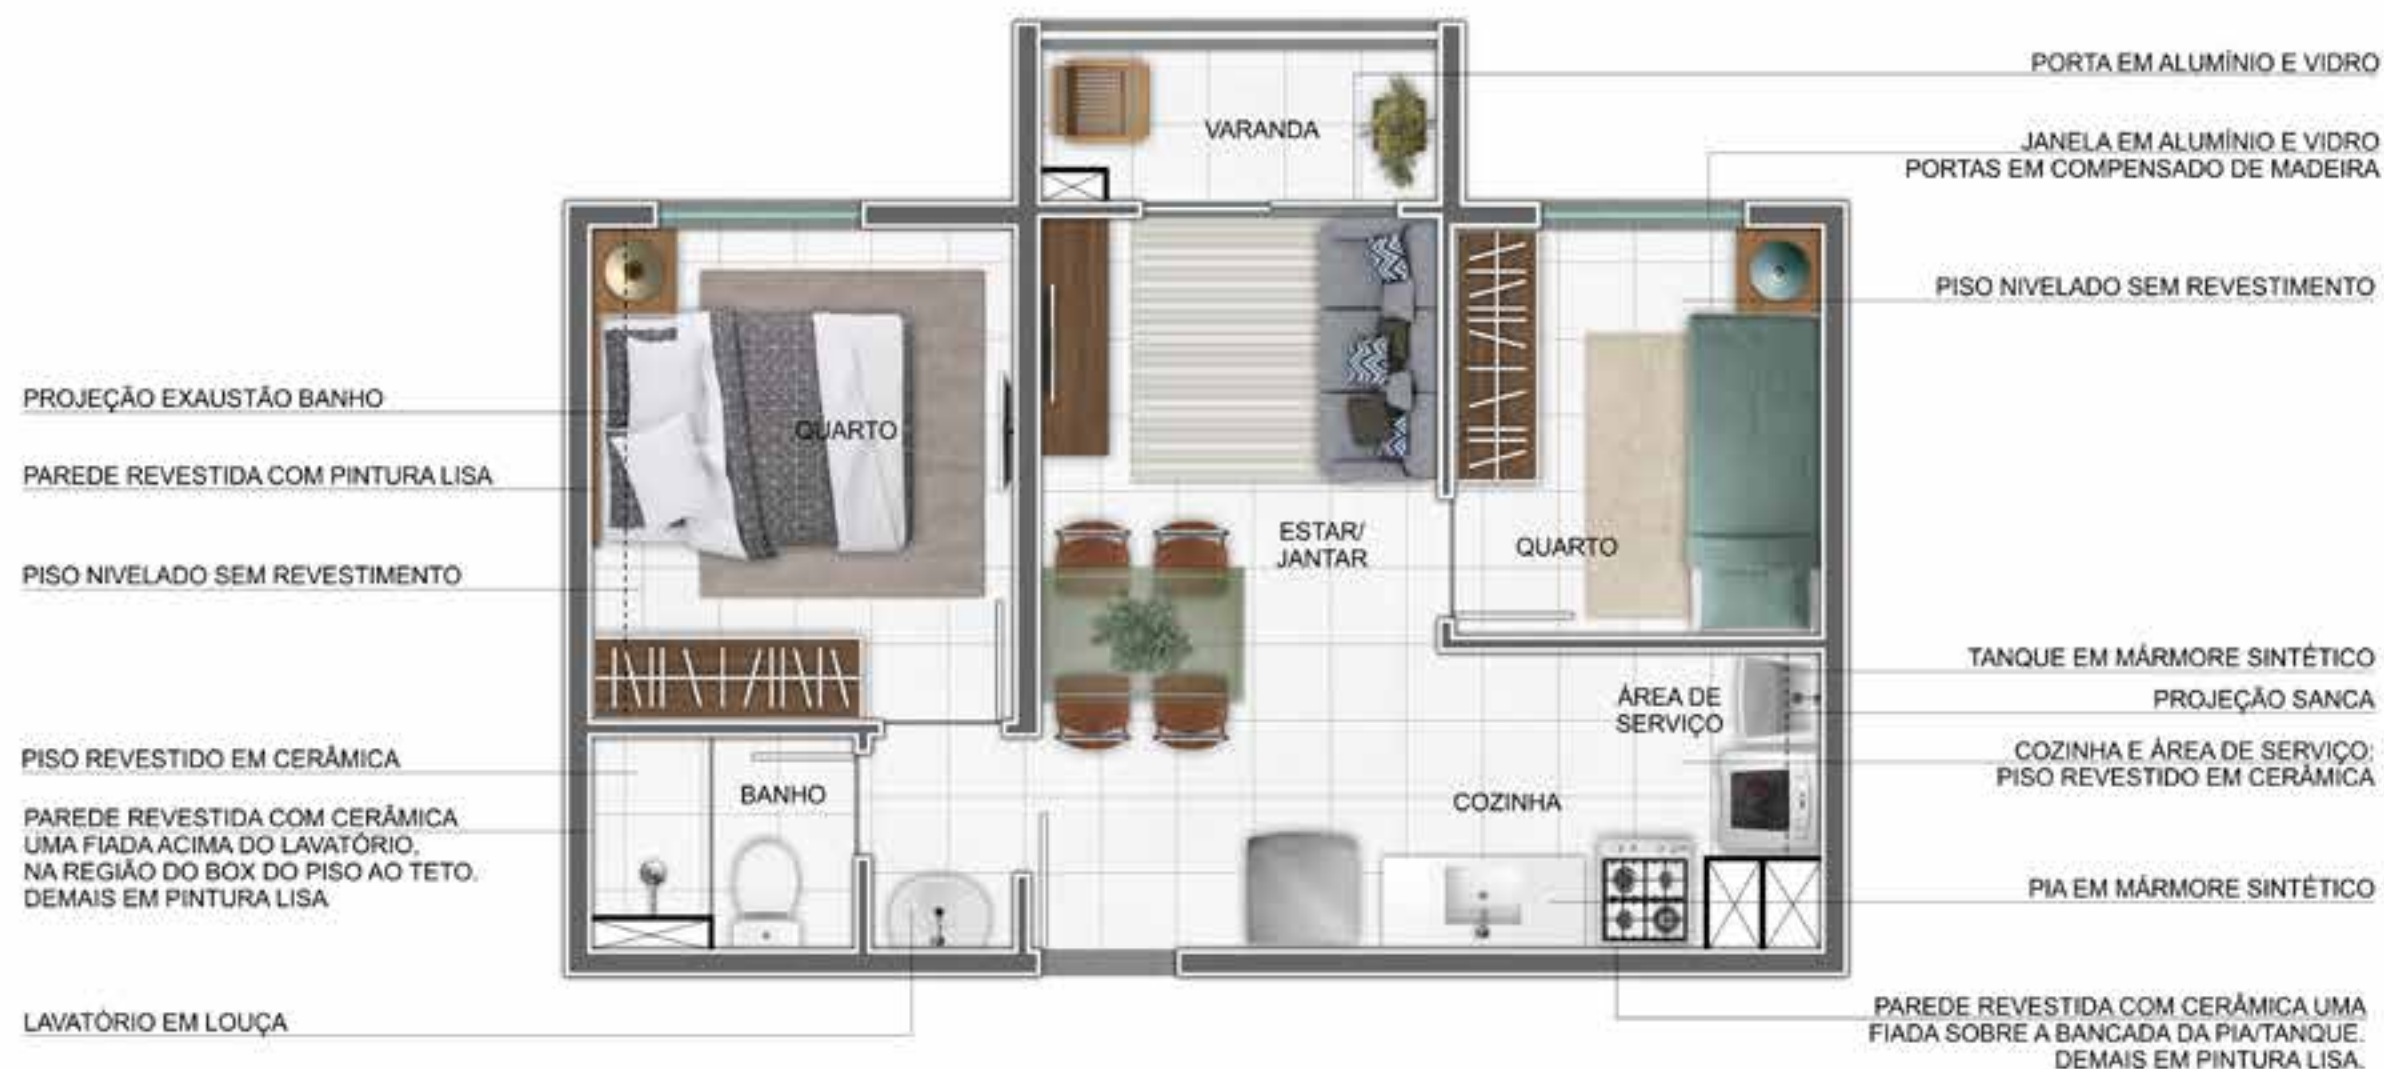 PROJEÇÃO EXAUSTÃO BANHO
PAREDE REVESTIDA COM PINTURA LISA
PISO NIVELADO SEM REVESTIMENTO
PISO REVESTIDO EM CERÂMICA
PAREDE REVESTIDA COM CERÂMICA
UMA FIADA ACIMA DO LAVATÓRIO.
NA REGIÃO DO BOX DO PISO AO TETO.
DEMAIS EM PINTURA LISA
LAVATÓRIO EM LOUÇA
VARANDA
QUARTO
ESTAR/
JANTAR
QUARTO
ÁREA DE
SERVIÇO
BANHO
COZINHA
PORTA EM ALUMÍNIO E VIDRO
JANELA EM ALUMÍNIO E VIDRO
PORTAS EM COMPENSADO DE MADEIRA
PISO NIVELADO SEM REVESTIMENTO
TANQUE EM MÁRMORE SINTÉTICO
PROJEÇÃO SANCA
COZINHA E ÁREA DE SERVIÇO:
PISO REVESTIDO EM CERÂMICA
PIA EM MÁRMORE SINTÉTICO
PAREDE REVESTIDA COM CERÂMICA UMA
FIADA SOBRE A BANCADA DA PIA/TANQUE.
DEMAIS EM PINTURA LISA.